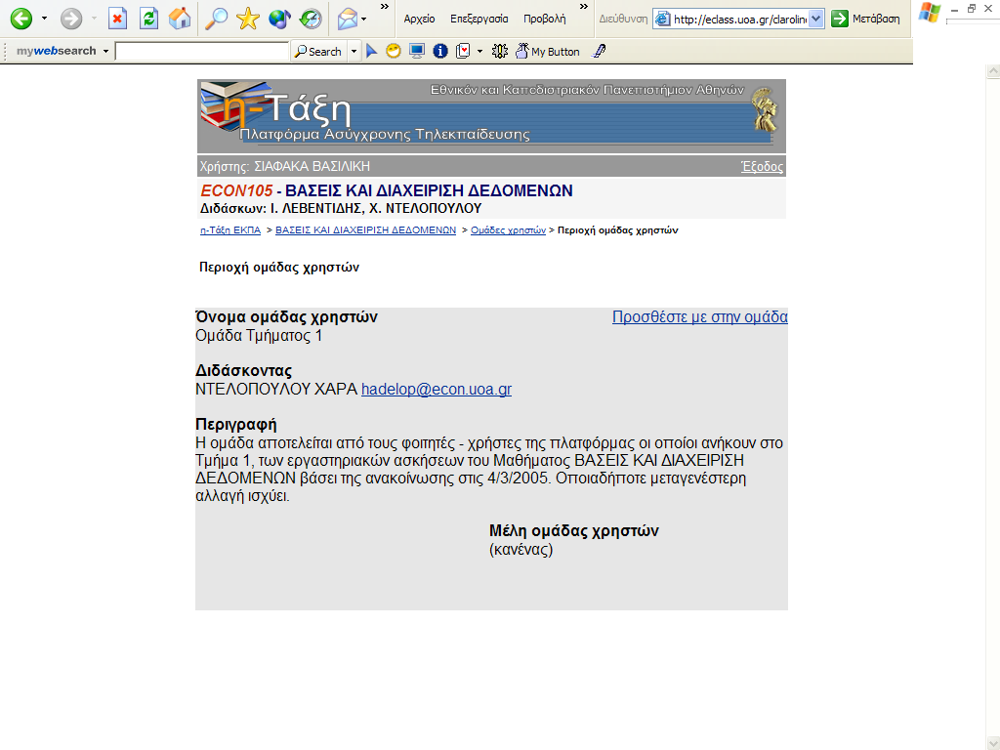 Αρχείο Επεξεργασία Προβολή
Διεύθυνση http://eclass.uoa.gr/claroline Μετάβαση
mywebsearch Search My Button
Εθνικόν και Καποδιστριακόν Πανεπιστήμιον Αθηνών
η-Τάξη
Πλατφόρμα Ασύγχρονης Τηλεκπαίδευσης
Χρήστης: ΣΙΑΦΑΚΑ ΒΑΣΙΛΙΚΗ Έξοδος
ECON105 - ΒΑΣΕΙΣ ΚΑΙ ΔΙΑΧΕΙΡΙΣΗ ΔΕΔΟΜΕΝΩΝ
Διδάσκων: Ι. ΛΕΒΕΝΤΙΔΗΣ, Χ. ΝΤΕΛΟΠΟΥΛΟΥ
η-Τάξη ΕΚΠΑ > ΒΑΣΕΙΣ ΚΑΙ ΔΙΑΧΕΙΡΙΣΗ ΔΕΔΟΜΕΝΩΝ > Ομάδες χρηστών > Περιοχή ομάδας χρηστών
Περιοχή ομάδας χρηστών
Όνομα ομάδας χρηστών Προσθέστε με στην ομάδα
Ομάδα Τμήματος 1
Διδάσκοντας
ΝΤΕΛΟΠΟΥΛΟΥ ΧΑΡΑ hadelop@econ.uoa.gr
Περιγραφή
Η ομάδα αποτελείται από τους φοιτητές - χρήστες της πλατφόρμας οι οποίοι ανήκουν στο
Τμήμα 1, των εργαστηριακών ασκήσεων του Μαθήματος ΒΑΣΕΙΣ ΚΑΙ ΔΙΑΧΕΙΡΙΣΗ
ΔΕΔΟΜΕΝΩΝ βάσει της ανακοίνωσης στις 4/3/2005. Οποιαδήποτε μεταγενέστερη
αλλαγή ισχύει.
Μέλη ομάδας χρηστών
(κανένας)